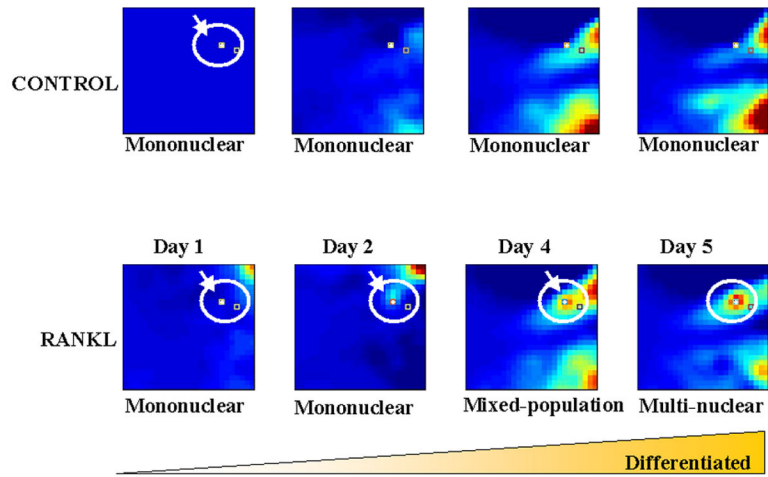 CONTROL
Mononuclear Mononuclear Mononuclear Mononuclear
Day 1 Day 2 Day 4 Day 5
RANKL
Mononuclear Mononuclear Mixed-population Multi-nuclear
Differentiated